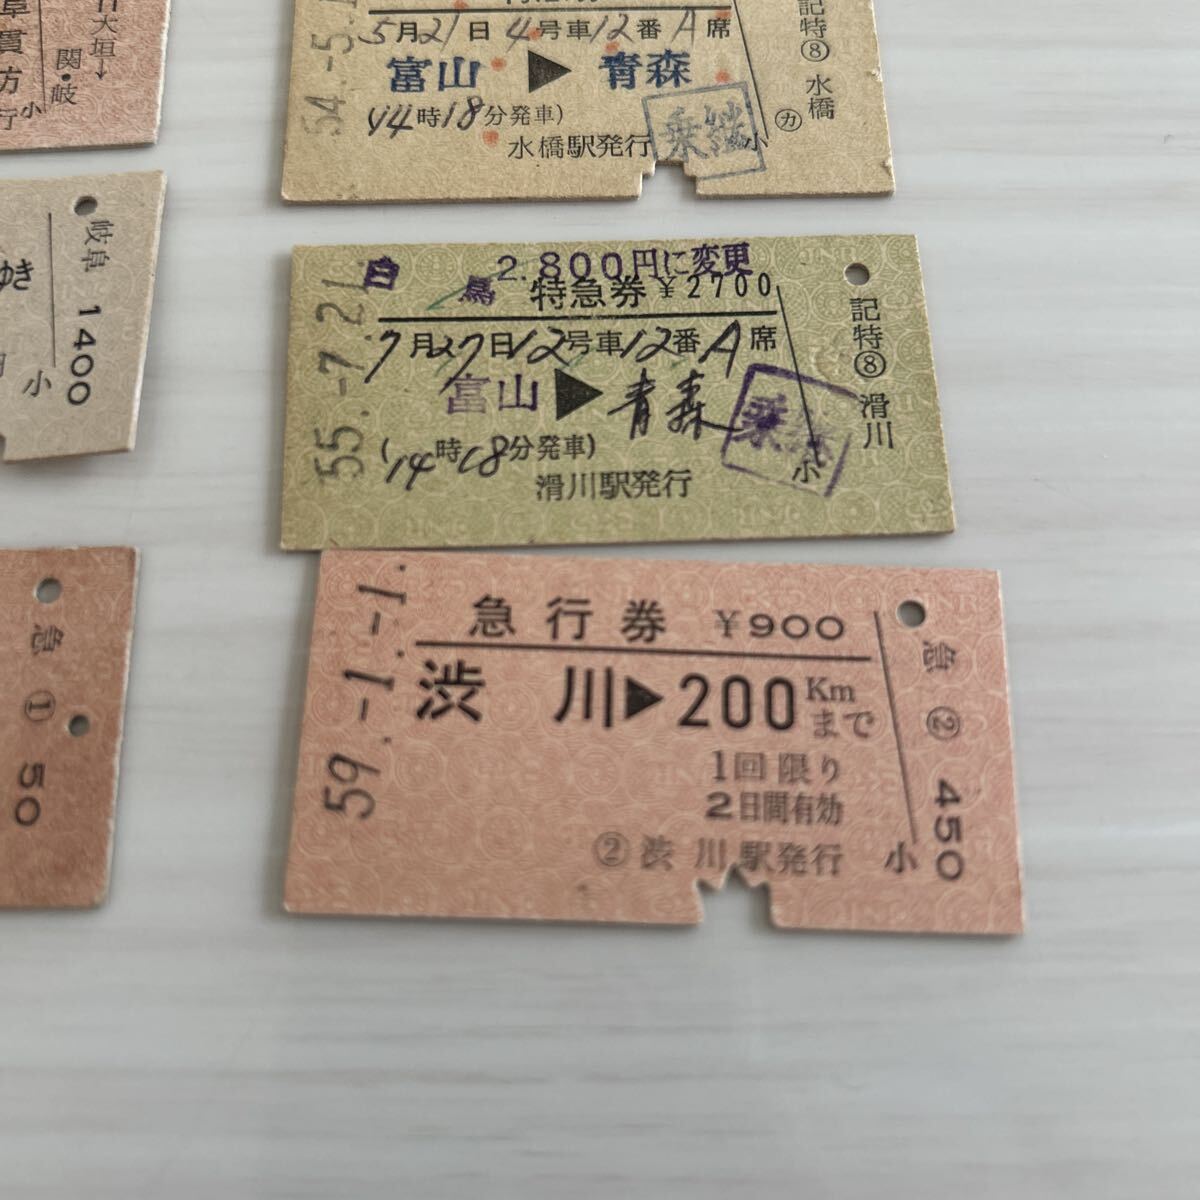 大垣→
関・岐
小
5月21日 4号車12番A席
富山▶青森
(14時18分発車)
水橋駅発行
乗継
小
54.-5.
記特⑧ 水橋
㋕
ゆき
小
岐阜
1400
白鳥
2.800円に変更
特急券 ¥2700
7月27日12号車12番A席
富山▶青森
(14時18分発車)
滑川駅発行
乗継
小
55.-7.21
記特⑧ 滑川
急 ① 50
急行券 ¥900
渋川▶200Kmまで
1回限り
2日間有効
②渋川駅発行
小
59.-1.-1.
急 ② 450